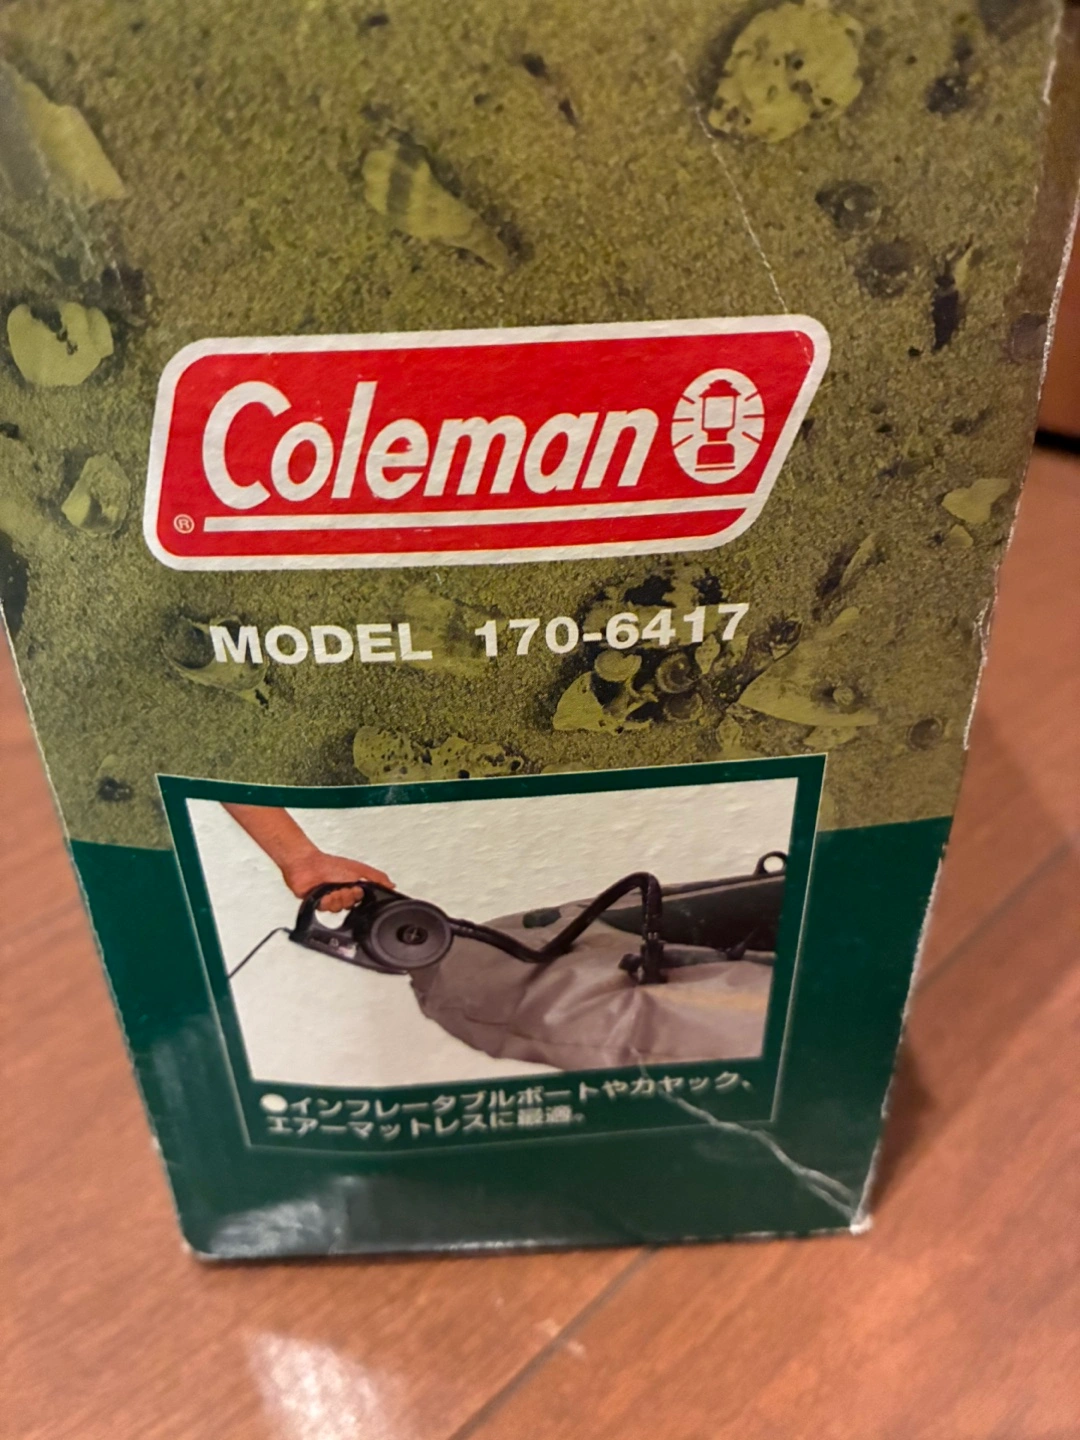 Coleman
®
MODEL 170-6417
●インフレータブルボートやカヤック、
エアーマットレスに最適。